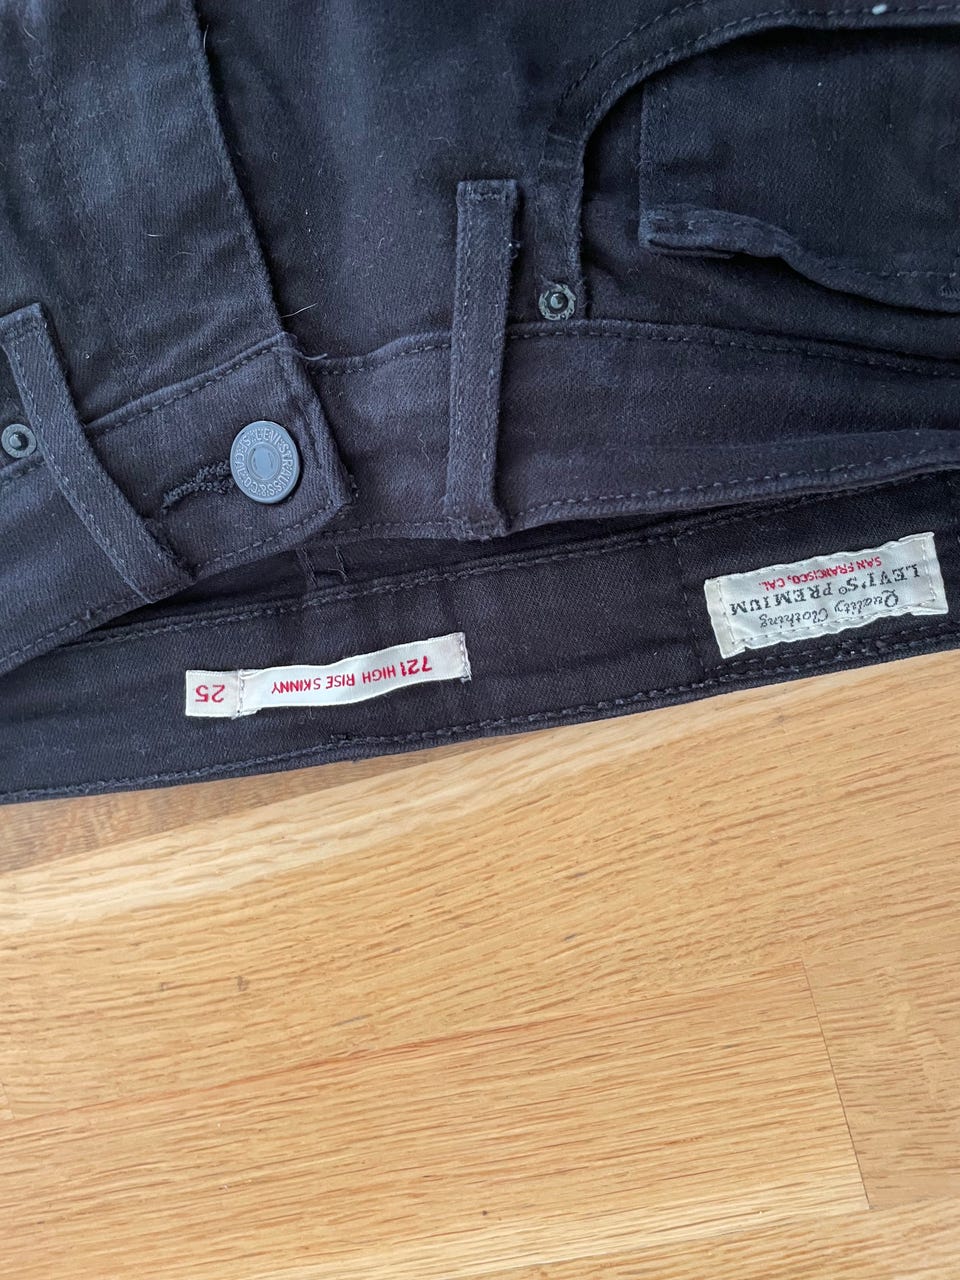 LEVI STRAUSS & CO
721 HIGH RISE SKINNY
25
Quality Clothing
LEVI'S® PREMIUM
SAN FRANCISCO, CAL.